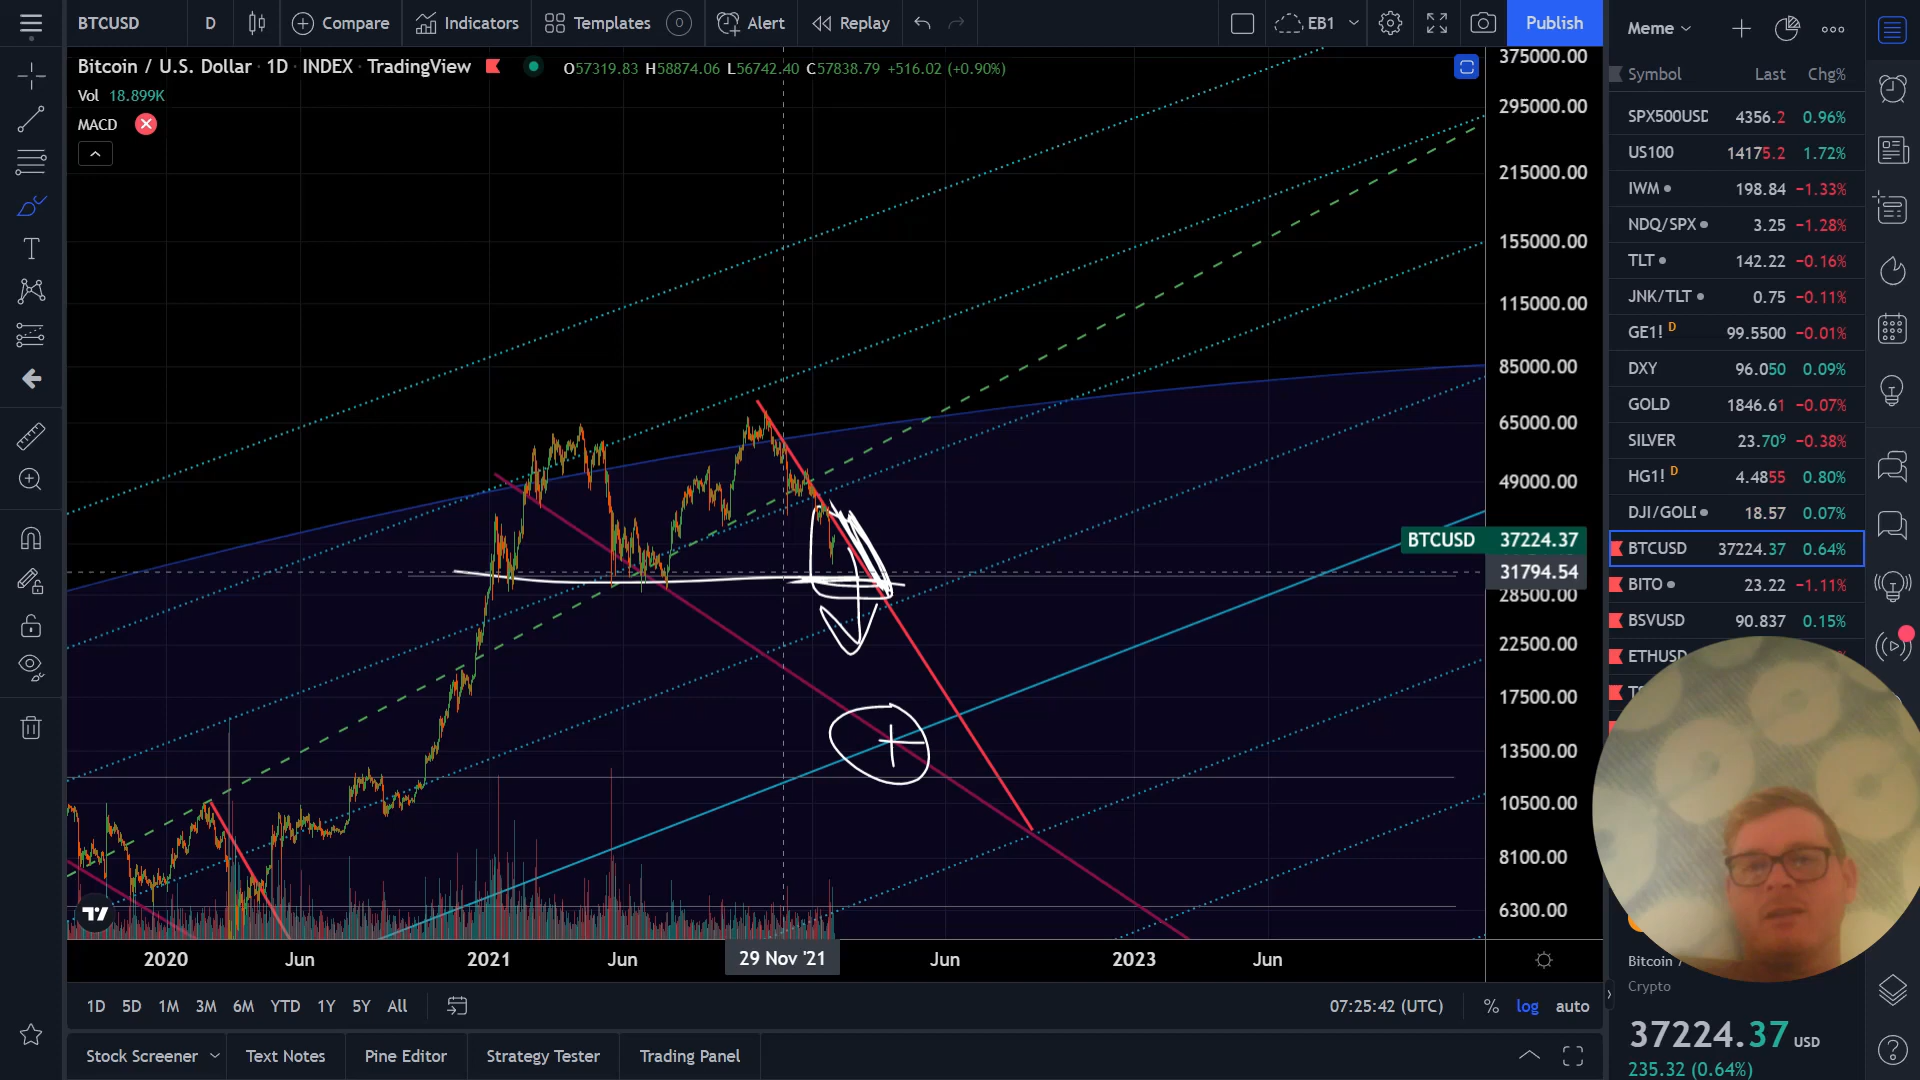 BTCUSD D Compare Indicators Templates Alert Replay EB1 Publish
Bitcoin / U.S. Dollar · 1D · INDEX · TradingView O57319.83 H58874.06 L56742.40 C57838.79 +516.02 (+0.90%)
Vol 18.899K
MACD
375000.00
295000.00
215000.00
155000.00
115000.00
85000.00
65000.00
49000.00
BTCUSD 37224.37
31794.54
28500.00
22500.00
17500.00
13500.00
10500.00
8100.00
6300.00
2020 Jun 2021 Jun 29 Nov '21 Jun 2023 Jun
1D 5D 1M 3M 6M YTD 1Y 5Y All 07:25:42 (UTC) % log auto
Stock Screener Text Notes Pine Editor Strategy Tester Trading Panel
Meme
Symbol Last Chg%
SPX500USD 4356.2 0.96%
US100 14175.2 1.72%
IWM 198.84 −1.33%
NDQ/SPX 3.25 −1.28%
TLT 142.22 −0.16%
JNK/TLT 0.75 −0.11%
GE1! D 99.5500 −0.01%
DXY 96.050 0.09%
GOLD 1846.61 −0.07%
SILVER 23.709 −0.38%
HG1! D 4.4855 0.80%
DJI/GOLD 18.57 0.07%
BTCUSD 37224.37 0.64%
BITO 23.22 −1.11%
BSVUSD 90.837 0.15%
ETHUSD
Bitcoin /
Crypto
37224.37 USD
235.32 (0.64%)